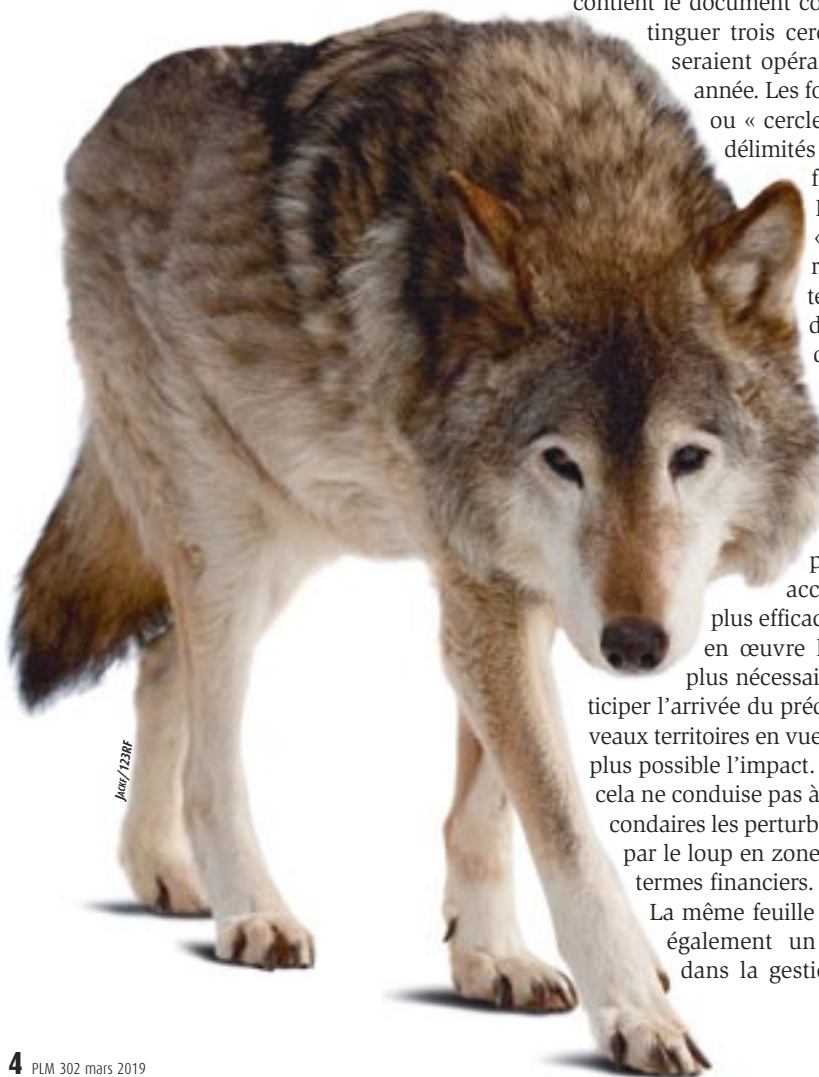 contient le document co
tinguer trois cerc
seraient opéra
année. Les fo
ou « cercle
délimités
f
«
r
te
d
c
p
acc
plus efficac
en œuvre l
plus nécessai
ticiper l’arrivée du préd
veaux territoires en vue
plus possible l’impact.
cela ne conduise pas à
condaires les perturb
par le loup en zone
termes financiers.
La même feuille
également un
dans la gestio
JACKF/123RF
4 PLM 302 mars 2019